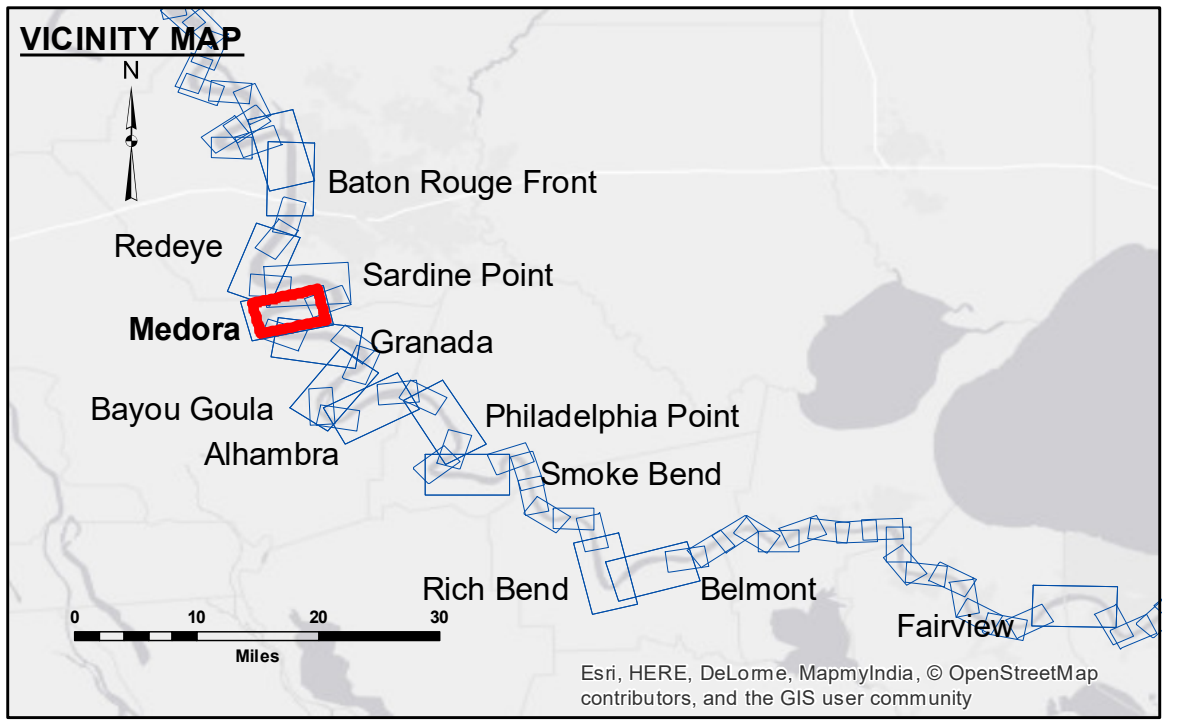 VICINITY MAP
N
Baton Rouge Front
Redeye
Sardine Point
Medora
Granada
Bayou Goula
Philadelphia Point
Alhambra
Smoke Bend
Rich Bend
Belmont
Fairview
0 10 20 30
Miles
Esri, HERE, DeLorme, MapmyIndia, © OpenStreetMap
contributors, and the GIS user community